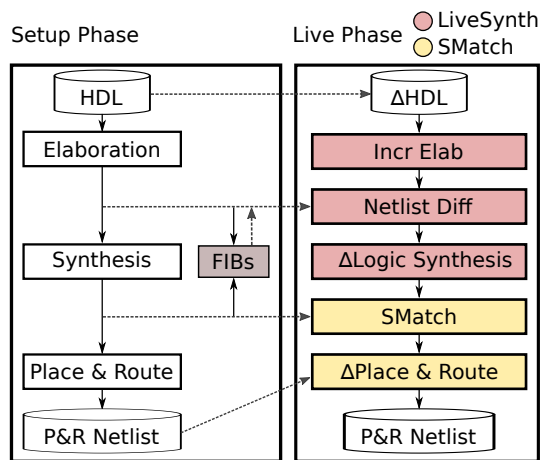 LiveSynth
Setup Phase
Live Phase
SMatch
HDL
ΔHDL
Elaboration
Incr Elab
Netlist Diff
Synthesis
FIBs
ΔLogic Synthesis
SMatch
Place & Route
ΔPlace & Route
P&R Netlist
P&R Netlist